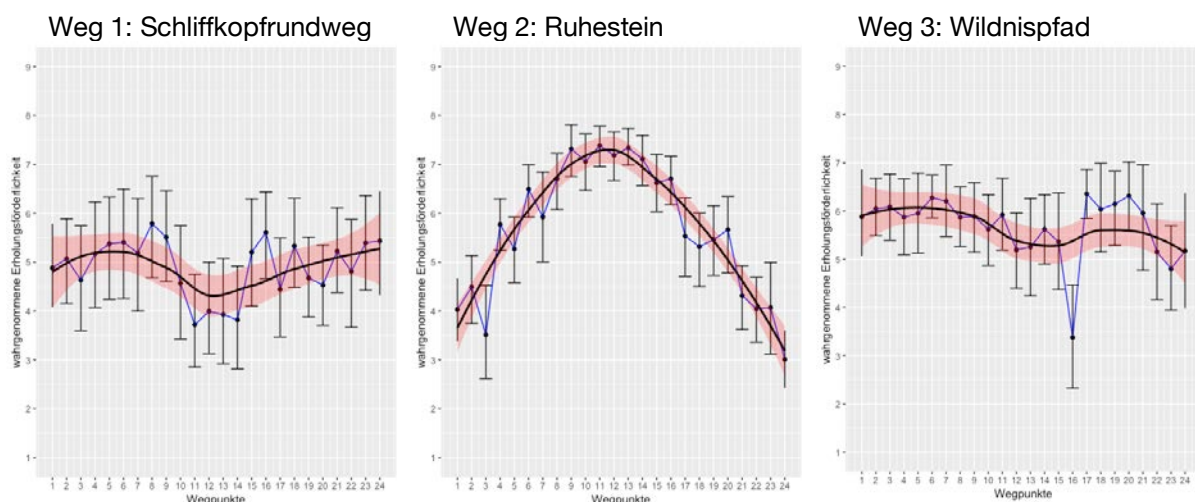 Weg 1: Schliffkopfrundweg
wahrgenommene Erholungsförderlichkeit
9
8
7
6
5
4
3
2
1
1 2 3 4 5 6 7 8 9 10 11 12 13 14 15 16 17 18 19 20 21 22 23 24
Wegpunkte
Weg 2: Ruhestein
wahrgenommene Erholungsförderlichkeit
9
8
7
6
5
4
3
2
1
1 2 3 4 5 6 7 8 9 10 11 12 13 14 15 16 17 18 19 20 21 22 23 24
Wegpunkte
Weg 3: Wildnispfad
wahrgenommene Erholungsförderlichkeit
9
8
7
6
5
4
3
2
1
1 2 3 4 5 6 7 8 9 10 11 12 13 14 15 16 17 18 19 20 21 22 23 24
Wegpunkte